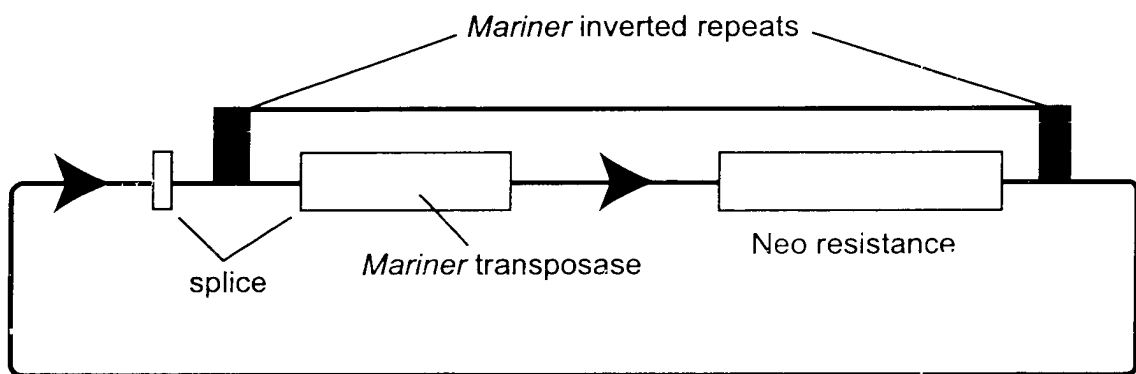 Mariner inverted repeats
splice
Mariner transposase
Neo resistance